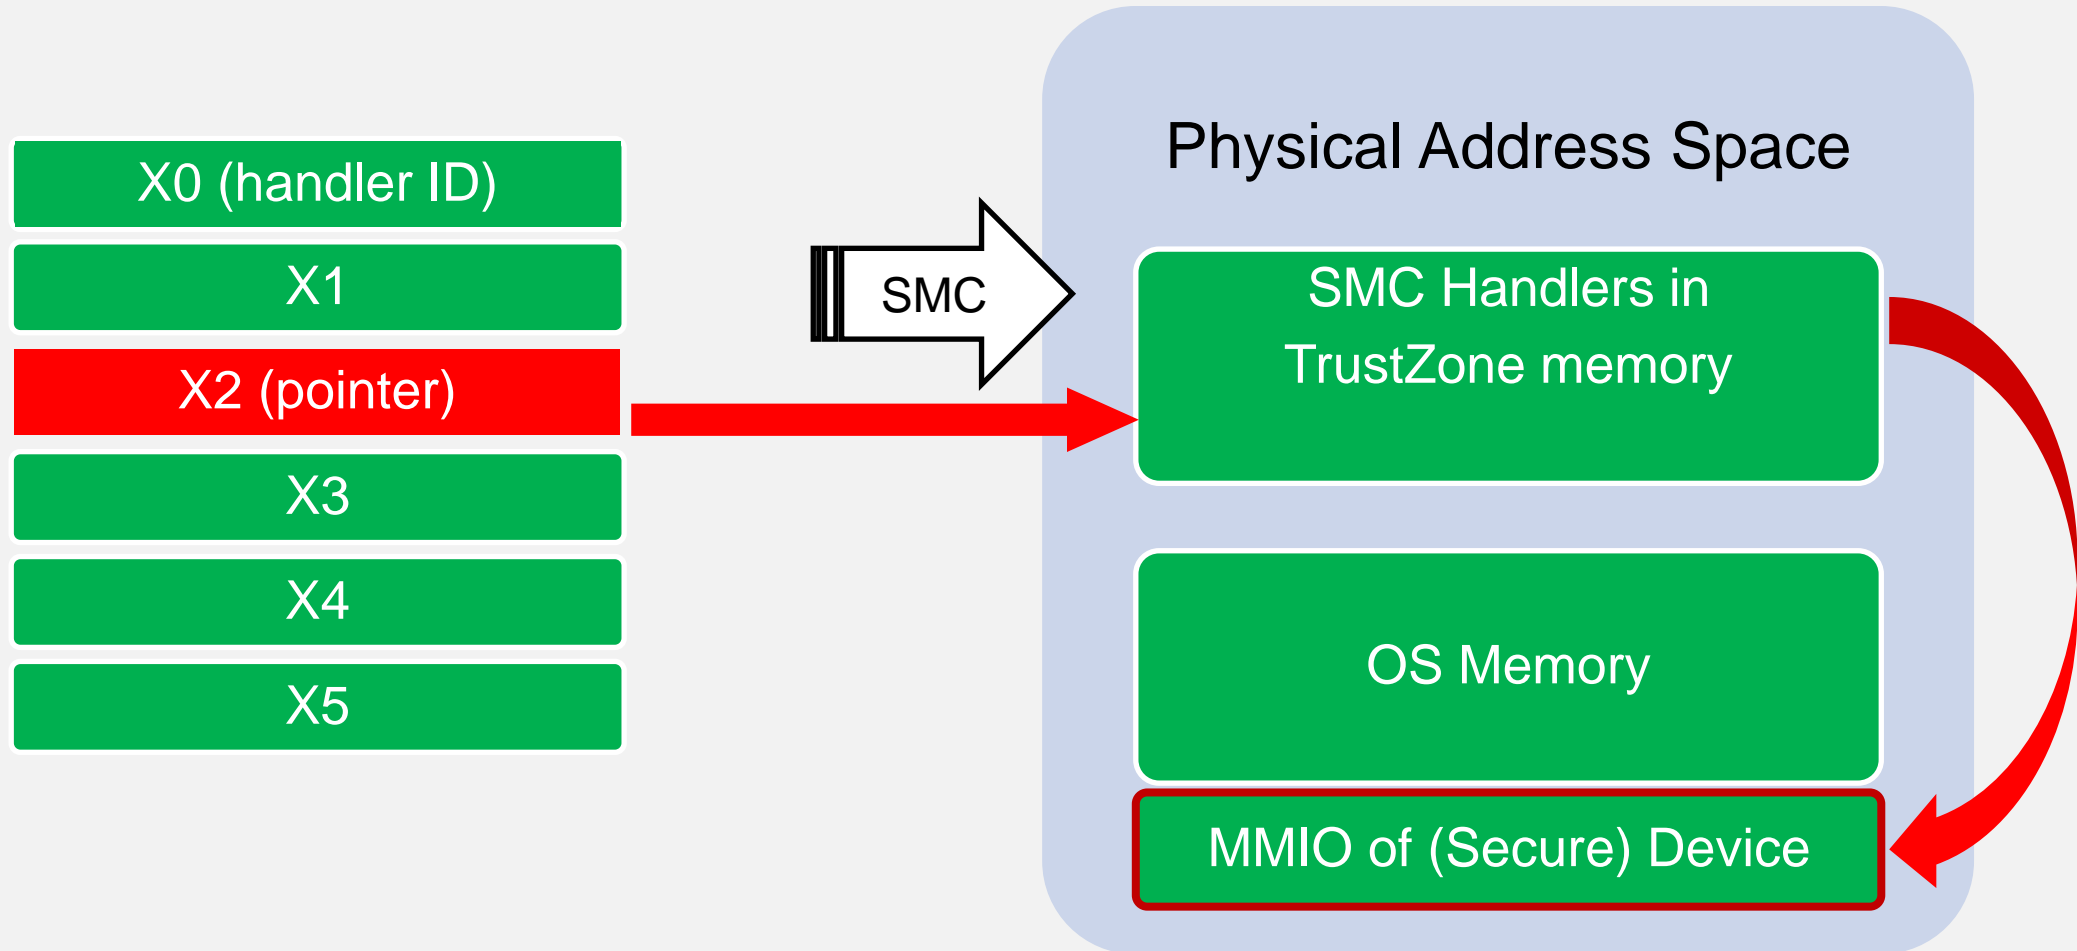 X0 (handler ID)
X1
X2 (pointer)
X3
X4
X5
SMC
Physical Address Space
SMC Handlers in
TrustZone memory
OS Memory
MMIO of (Secure) Device